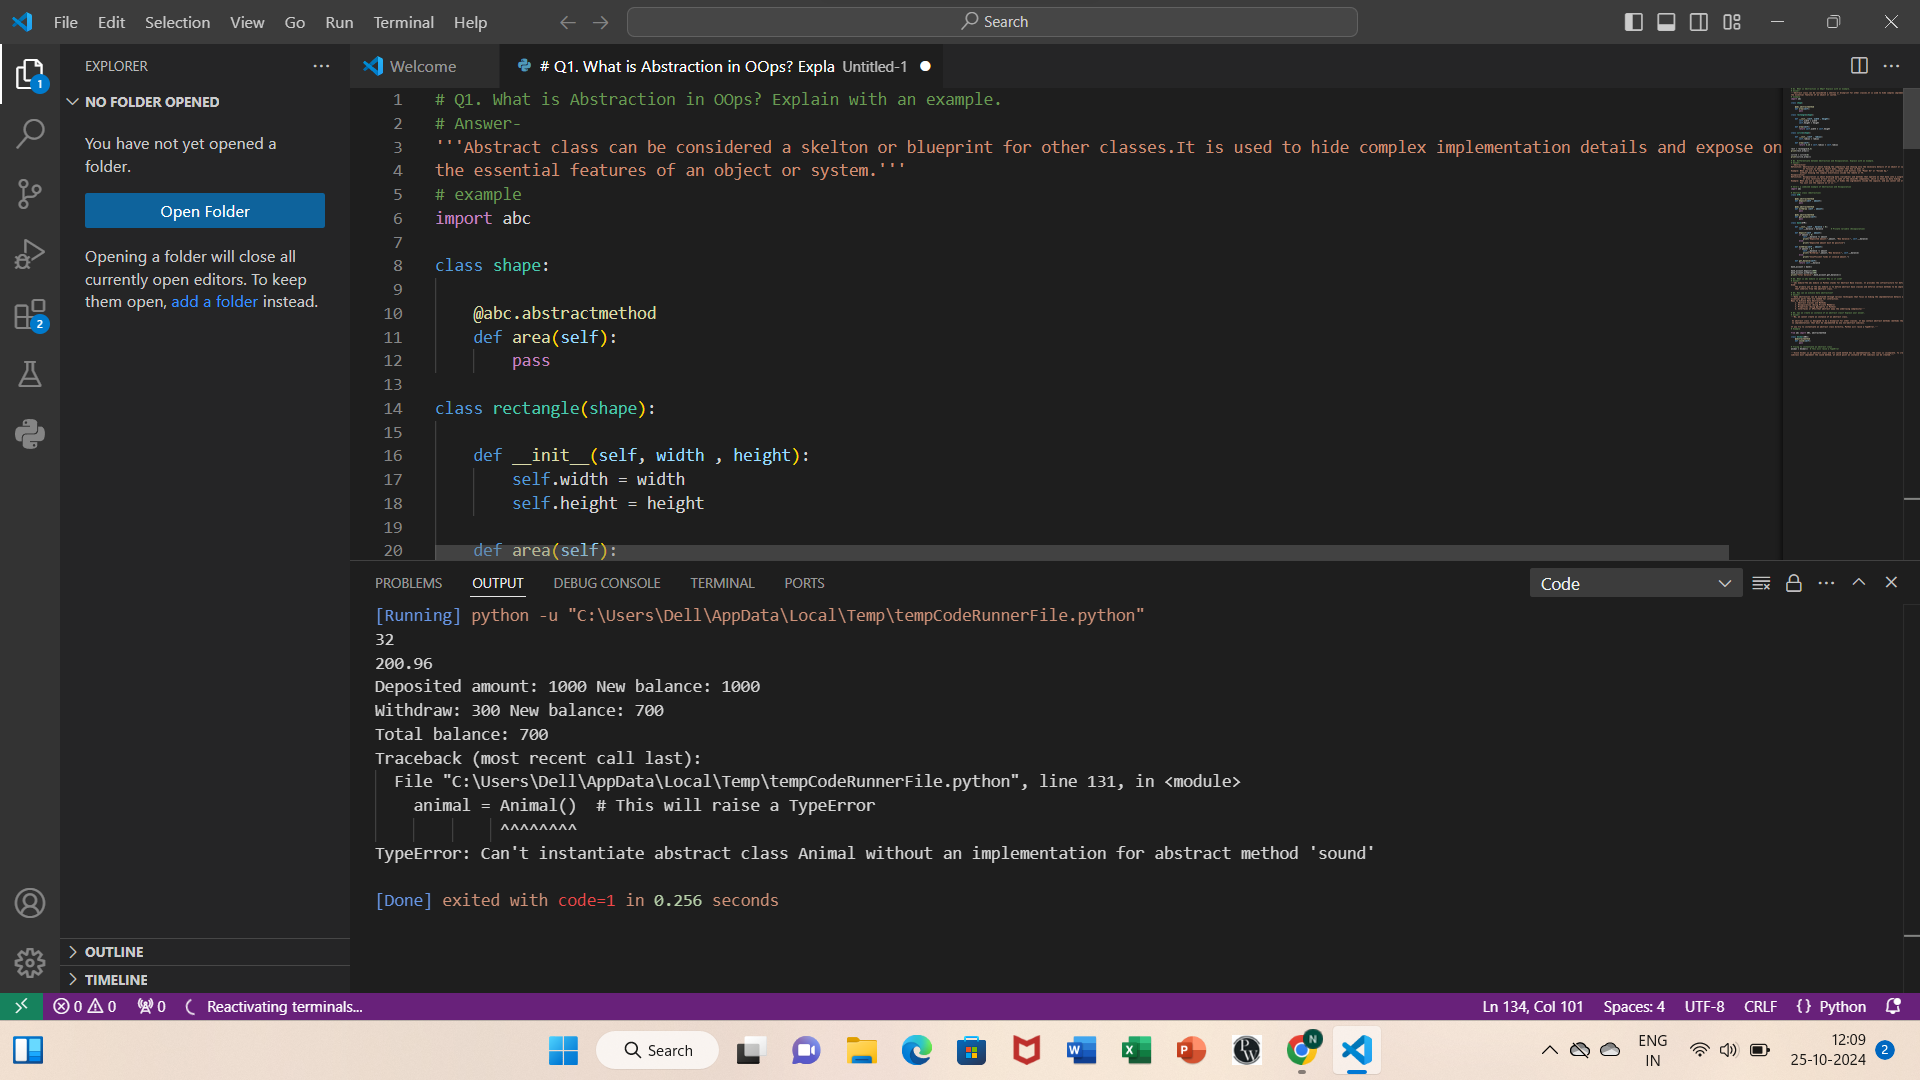 File Edit Selection View Go Run Terminal Help
Search
EXPLORER
Welcome
# Q1. What is Abstraction in OOps? Expla Untitled-1
1
NO FOLDER OPENED
You have not yet opened a
folder.
Open Folder
Opening a folder will close all
currently open editors. To keep
them open, add a folder instead.
2
OUTLINE
TIMELINE
1 # Q1. What is Abstraction in OOps? Explain with an example.
2 # Answer-
3 '''Abstract class can be considered a skelton or blueprint for other classes.It is used to hide complex implementation details and expose on
4 the essential features of an object or system.'''
5 # example
6 import abc
7
8 class shape:
9
10 @abc.abstractmethod
11 def area(self):
12 pass
13
14 class rectangle(shape):
15
16 def __init__(self, width , height):
17 self.width = width
18 self.height = height
19
20 def area(self):
PROBLEMS OUTPUT DEBUG CONSOLE TERMINAL PORTS
Code
[Running] python -u "C:\Users\Dell\AppData\Local\Temp\tempCodeRunnerFile.python"
32
200.96
Deposited amount: 1000 New balance: 1000
Withdraw: 300 New balance: 700
Total balance: 700
Traceback (most recent call last):
File "C:\Users\Dell\AppData\Local\Temp\tempCodeRunnerFile.python", line 131, in <module>
animal = Animal()  # This will raise a TypeError
^^^^^^^^
TypeError: Can't instantiate abstract class Animal without an implementation for abstract method 'sound'
[Done] exited with code=1 in 0.256 seconds
0 0 0 Reactivating terminals...
Ln 134, Col 101 Spaces: 4 UTF-8 CRLF {} Python
Search
W
X
P
PW
N
ENG
IN
12:09
25-10-2024
2